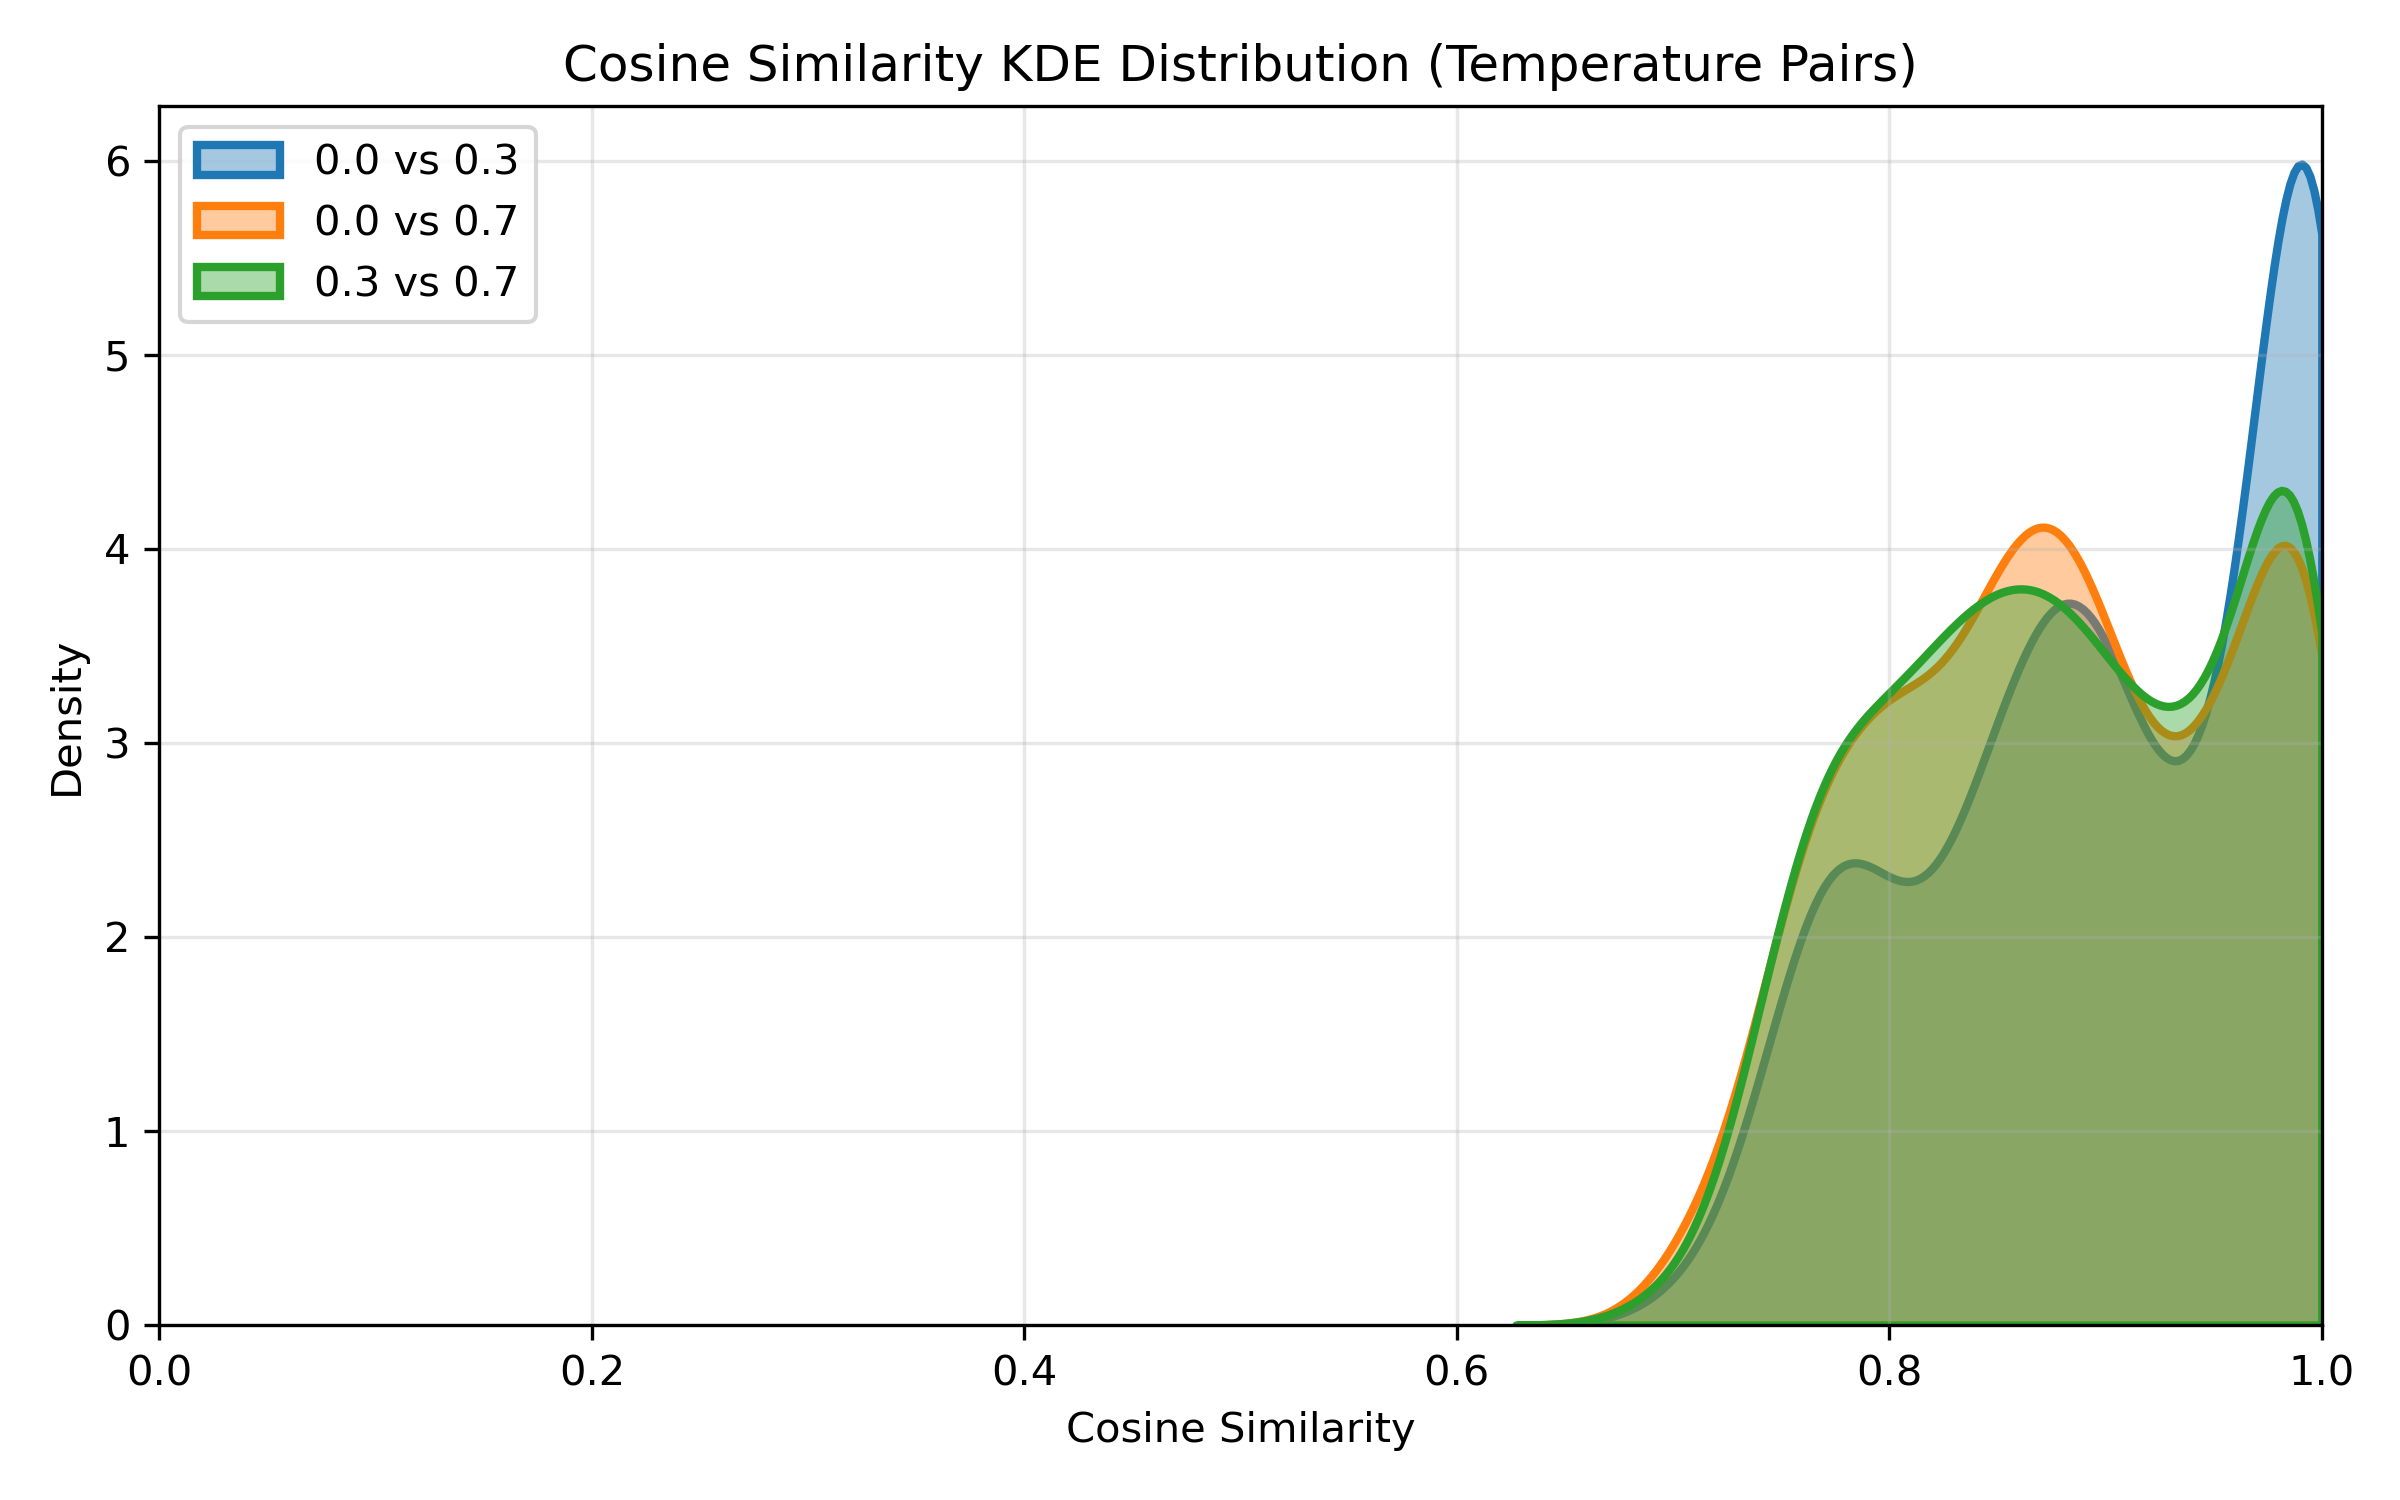 Cosine Similarity KDE Distribution (Temperature Pairs)
0.0 vs 0.3
0.0 vs 0.7
0.3 vs 0.7
Density
6
5
4
3
2
1
0
0.0 0.2 0.4 0.6 0.8 1.0
Cosine Similarity